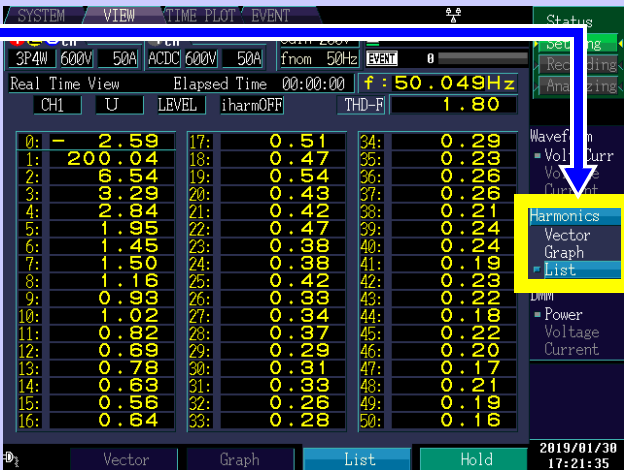 SYSTEM VIEW TIME PLOT EVENT Status
Setting
3P4W 600V 50A ACDC 600V 50A fnom 50Hz EVENT 0 Recording
Real Time View Elapsed Time 00:00:00 f:50.049Hz Analyzing
CH1 U LEVEL iharmOFF THD-F 1.80
0: - 2.59 17: 0.51 34: 0.29
1: 200.04 18: 0.47 35: 0.23
2: 6.54 19: 0.54 36: 0.26
3: 3.29 20: 0.43 37: 0.26
4: 2.84 21: 0.42 38: 0.21
5: 1.95 22: 0.47 39: 0.24
6: 1.45 23: 0.38 40: 0.24
7: 1.50 24: 0.38 41: 0.19
8: 1.16 25: 0.42 42: 0.23
9: 0.93 26: 0.33 43: 0.22
10: 1.02 27: 0.34 44: 0.18
11: 0.82 28: 0.37 45: 0.22
12: 0.69 29: 0.29 46: 0.20
13: 0.78 30: 0.31 47: 0.17
14: 0.63 31: 0.33 48: 0.21
15: 0.56 32: 0.26 49: 0.19
16: 0.64 33: 0.28 50: 0.16
Waveform
Volt/Curr
Voltage
Current
Harmonics
Vector
Graph
List
DMM
Power
Voltage
Current
Vector Graph List Hold
2019/01/30
17:21:35